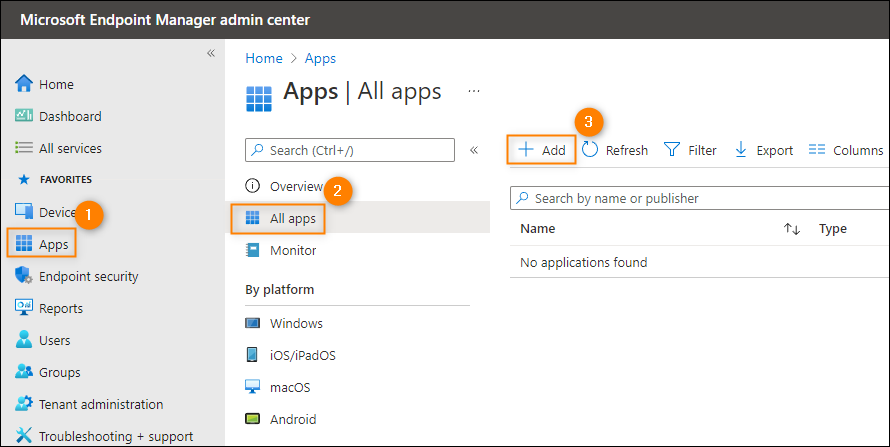 Microsoft Endpoint Manager admin center
«
Home
Dashboard
All services
FAVORITES
Device
1
Apps
Endpoint security
Reports
Users
Groups
Tenant administration
Troubleshooting + support
Home > Apps
Apps | All apps ...
Search (Ctrl+/) «
Overview
2
All apps
Monitor
By platform
Windows
iOS/iPadOS
macOS
Android
3
Add Refresh Filter Export Columns
Search by name or publisher
Name ↑↓ Type
No applications found